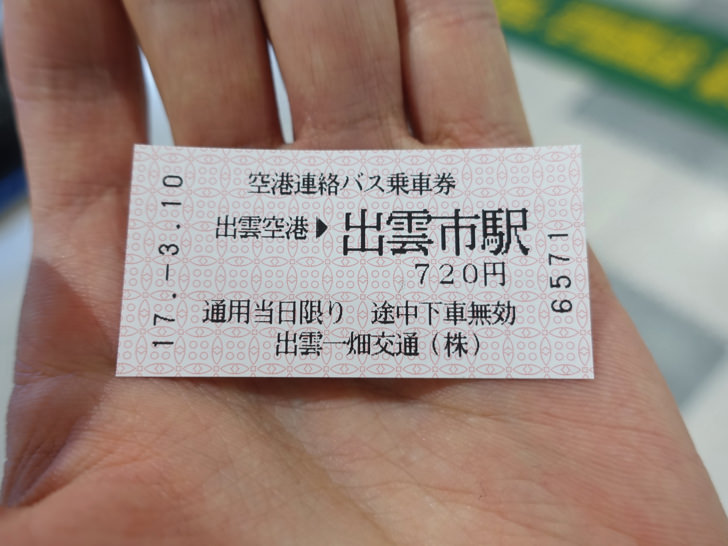 空港連絡バス乗車券
出雲空港▶出雲市駅
720円
通用当日限り 途中下車無効
出雲一畑交通(株)
17.-3.10
6571